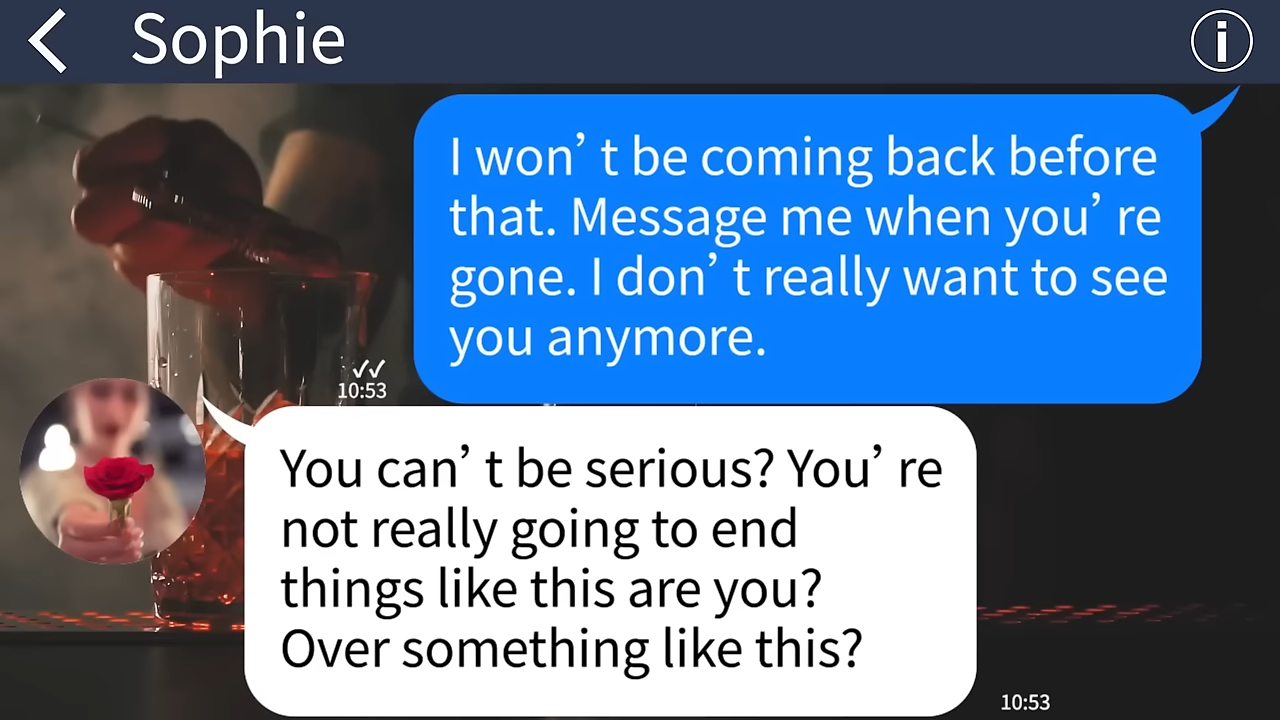 Sophie
I won’t be coming back before
that. Message me when you’re
gone. I don’t really want to see
you anymore.
10:53
You can’t be serious? You’re
not really going to end
things like this are you?
Over something like this?
10:53